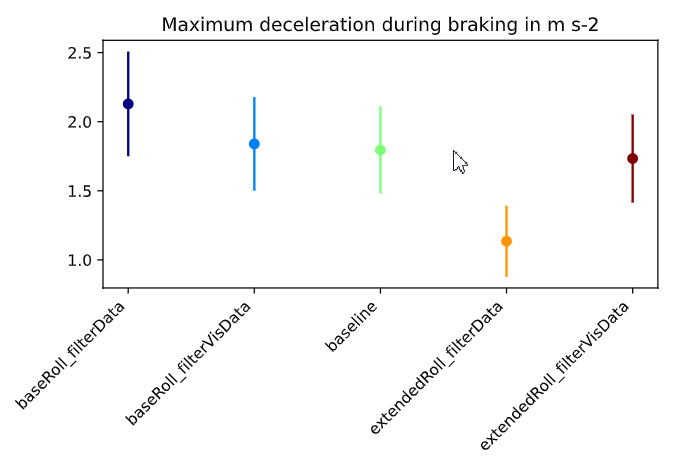 Maximum deceleration during braking in m s-2
2.5
2.0
1.5
1.0
baseRoll_filterData
baseRoll_filterVisData
baseline
extendedRoll_filterData
extendedRoll_filterVisData